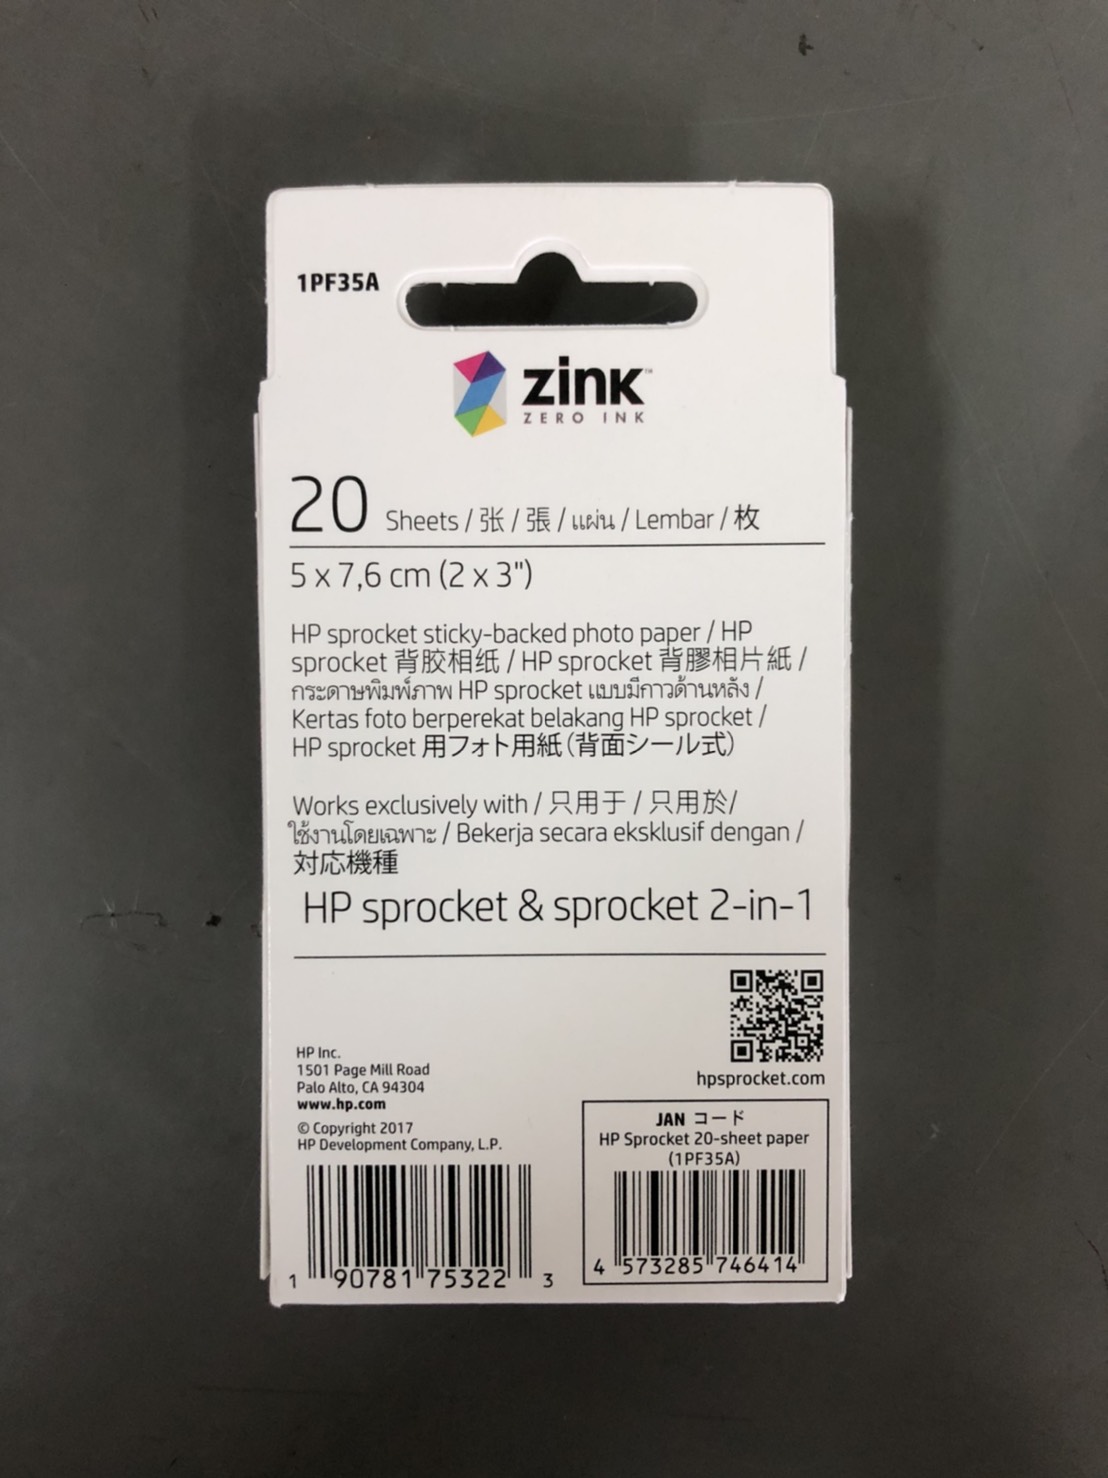 1PF35A
zink™
ZERO INK
20 Sheets / 张 / 張 / แผ่น / Lembar / 枚
5 x 7,6 cm (2 x 3")
HP sprocket sticky-backed photo paper / HP
sprocket 背胶相纸 / HP sprocket 背膠相片紙 /
กระดาษพิมพ์ภาพ HP sprocket แบบมีกาวด้านหลัง /
Kertas foto berperekat belakang HP sprocket /
HP sprocket 用フォト用紙（背面シール式）
Works exclusively with / 只用于 / 只用於/
ใช้งานโดยเฉพาะ / Bekerja secara eksklusif dengan /
対応機種
HP sprocket & sprocket 2-in-1
hpsprocket.com
HP Inc.
1501 Page Mill Road
Palo Alto, CA 94304
www.hp.com
© Copyright 2017
HP Development Company, L.P.
1 90781 75322 3
JAN コード
HP Sprocket 20-sheet paper
(1PF35A)
4 573285 746414